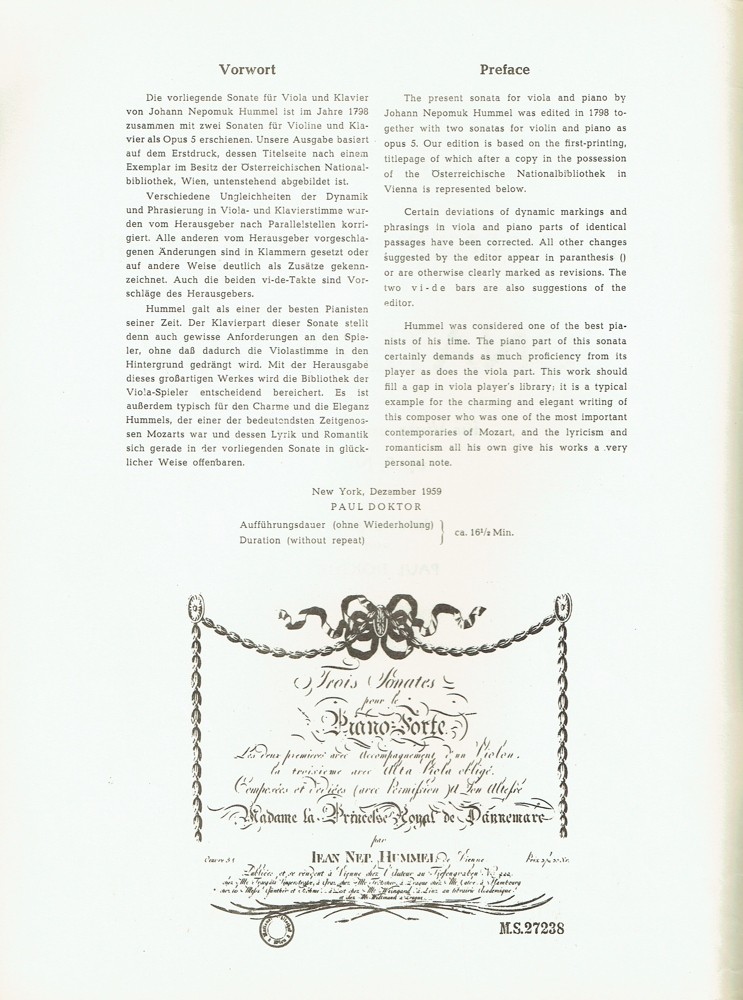 Vorwort
Die vorliegende Sonate für Viola und Klavier
von Johann Nepomuk Hummel ist im Jahre 1798
zusammen mit zwei Sonaten für Violine und Kla-
vier als Opus 5 erschienen. Unsere Ausgabe basiert
auf dem Erstdruck, dessen Titelseite nach einem
Exemplar im Besitz der Österreichischen National-
bibliothek, Wien, untenstehend abgebildet ist.
Verschiedene Ungleichheiten der Dynamik
und Phrasierung in Viola- und Klavierstimme wur-
den vom Herausgeber nach Parallelstellen korri-
giert. Alle anderen vom Herausgeber vorgeschla-
genen Änderungen sind in Klammern gesetzt oder
auf andere Weise deutlich als Zusätze gekenn-
zeichnet. Auch die beiden vi-de-Takte sind Vor-
schläge des Herausgebers.
Hummel galt als einer der besten Pianisten
seiner Zeit. Der Klavierpart dieser Sonate stellt
denn auch gewisse Anforderungen an den Spie-
ler, ohne daß dadurch die Violastimme in den
Hintergrund gedrängt wird. Mit der Herausgabe
dieses großartigen Werkes wird die Bibliothek der
Viola-Spieler entscheidend bereichert. Es ist
außerdem typisch für den Charme und die Eleganz
Hummels, der einer der bedeutendsten Zeitgenos-
sen Mozarts war und dessen Lyrik und Romantik
sich gerade in der vorliegenden Sonate in glück-
licher Weise offenbaren.
Preface
The present sonata for viola and piano by
Johann Nepomuk Hummel was edited in 1798 to-
gether with two sonatas for violin and piano as
opus 5. Our edition is based on the first-printing,
titlepage of which after a copy in the possession
of the Österreichische Nationalbibliothek in
Vienna is represented below.
Certain deviations of dynamic markings and
phrasings in viola and piano parts of identical
passages have been corrected. All other changes
suggested by the editor appear in paranthesis ()
or are otherwise clearly marked as revisions. The
two vi-de bars are also suggestions of the
editor.
Hummel was considered one of the best pia-
nists of his time. The piano part of this sonata
certainly demands as much proficiency from its
player as does the viola part. This work should
fill a gap in viola player's library; it is a typical
example for the charming and elegant writing of
this composer who was one of the most important
contemporaries of Mozart, and the lyricism and
romanticism all his own give his works a very
personal note.
New York, Dezember 1959
PAUL DOKTOR
Aufführungsdauer (ohne Wiederholung)
Duration (without repeat)
ca. 16 1/2 Min.
Trois Sonates
pour le
Piano-Forte
Les deux premieres avec Accompagnement d'un Violon.
la troisieme avec Alta Viola obligé.
Composées et Dediées (avec Permission) A Son Altesse
Madame la Princesse Royal de Dannemarc
par
JEAN NEP. HUMMEL de Vienne
M.S.27238